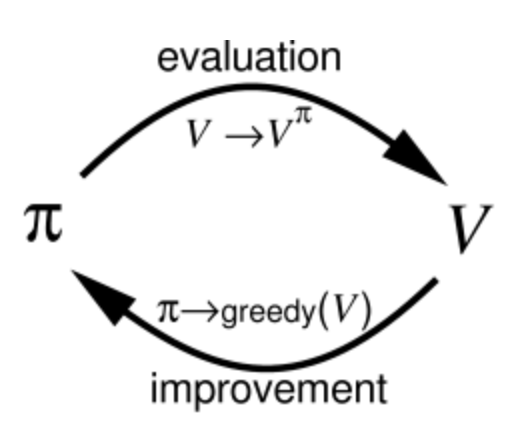 evaluation
V → V^π
π
V
π→greedy(V)
improvement